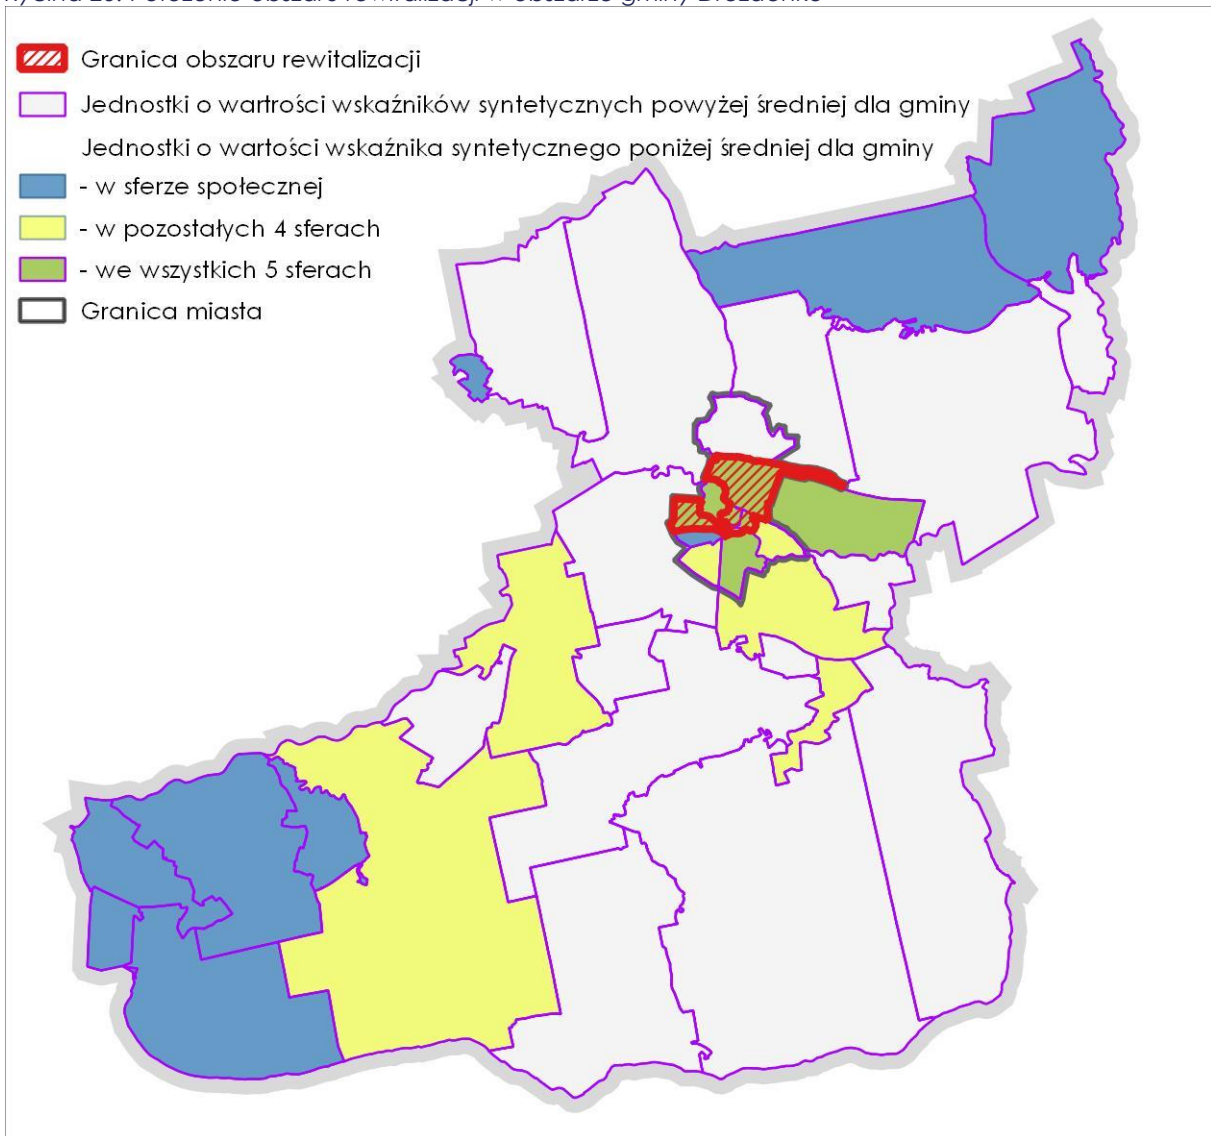 Granica obszaru rewitalizacji
Jednostki o wartrości wskaźników syntetycznych powyżej średniej dla gminy
Jednostki o wartości wskaźnika syntetycznego poniżej średniej dla gminy
- w sferze społecznej
- w pozostałych 4 sferach
- we wszystkich 5 sferach
Granica miasta